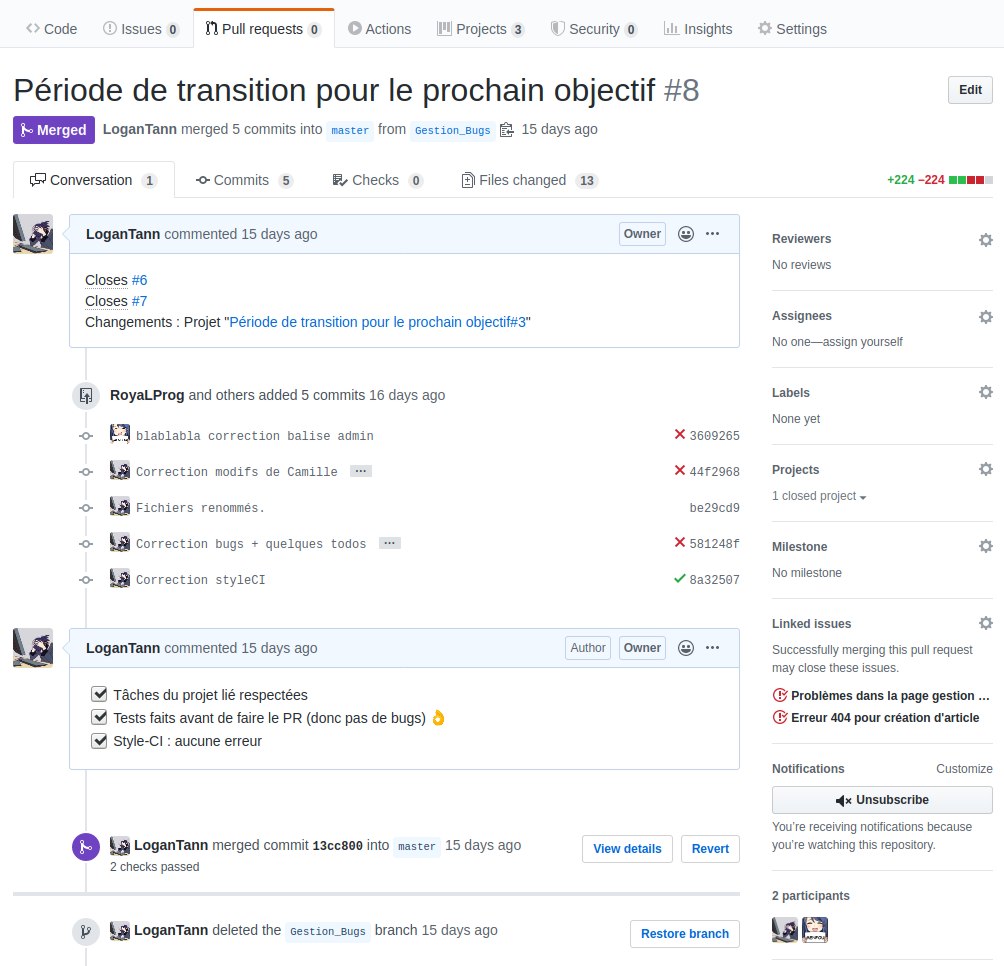 Code Issues 0 Pull requests 0 Actions Projects 3 Security 0 Insights Settings
Période de transition pour le prochain objectif #8
Edit
Merged LoganTann merged 5 commits into master from Gestion_Bugs 15 days ago
Conversation 1 Commits 5 Checks 0 Files changed 13 +224 −224
LoganTann commented 15 days ago Owner
Closes #6
Closes #7
Changements : Projet "Période de transition pour le prochain objectif#3"
RoyaLProg and others added 5 commits 16 days ago
blablabla correction balise admin 3609265
Correction modifs de Camille ... 44f2968
Fichiers renommés. be29cd9
Correction bugs + quelques todos ... 581248f
Correction styleCI 8a32507
LoganTann commented 15 days ago Author Owner
Tâches du projet lié respectées
Tests faits avant de faire le PR (donc pas de bugs) 👌
Style-CI : aucune erreur
LoganTann merged commit 13cc800 into master 15 days ago View details Revert
2 checks passed
LoganTann deleted the Gestion_Bugs branch 15 days ago Restore branch
Reviewers
No reviews
Assignees
No one—assign yourself
Labels
None yet
Projects
1 closed project
Milestone
No milestone
Linked issues
Successfully merging this pull request
may close these issues.
Problèmes dans la page gestion ...
Erreur 404 pour création d'article
Notifications Customize
Unsubscribe
You’re receiving notifications because
you’re watching this repository.
2 participants